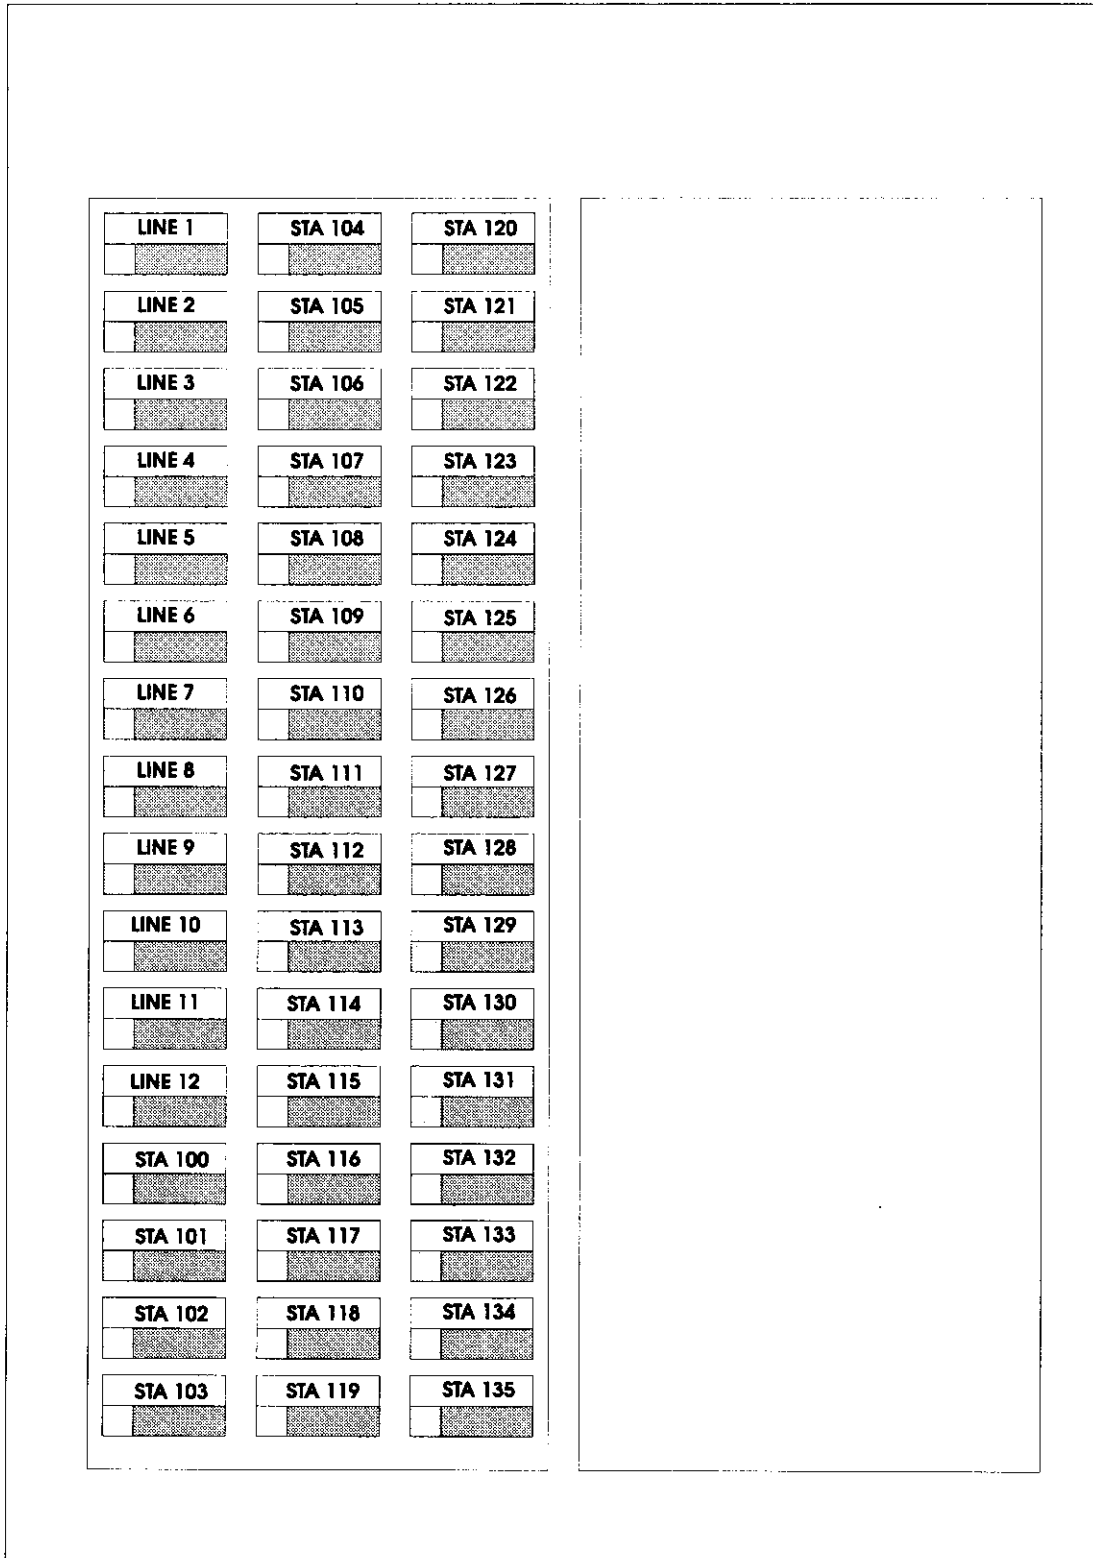 LINE 1 STA 104 STA 120
LINE 2 STA 105 STA 121
LINE 3 STA 106 STA 122
LINE 4 STA 107 STA 123
LINE 5 STA 108 STA 124
LINE 6 STA 109 STA 125
LINE 7 STA 110 STA 126
LINE 8 STA 111 STA 127
LINE 9 STA 112 STA 128
LINE 10 STA 113 STA 129
LINE 11 STA 114 STA 130
LINE 12 STA 115 STA 131
STA 100 STA 116 STA 132
STA 101 STA 117 STA 133
STA 102 STA 118 STA 134
STA 103 STA 119 STA 135